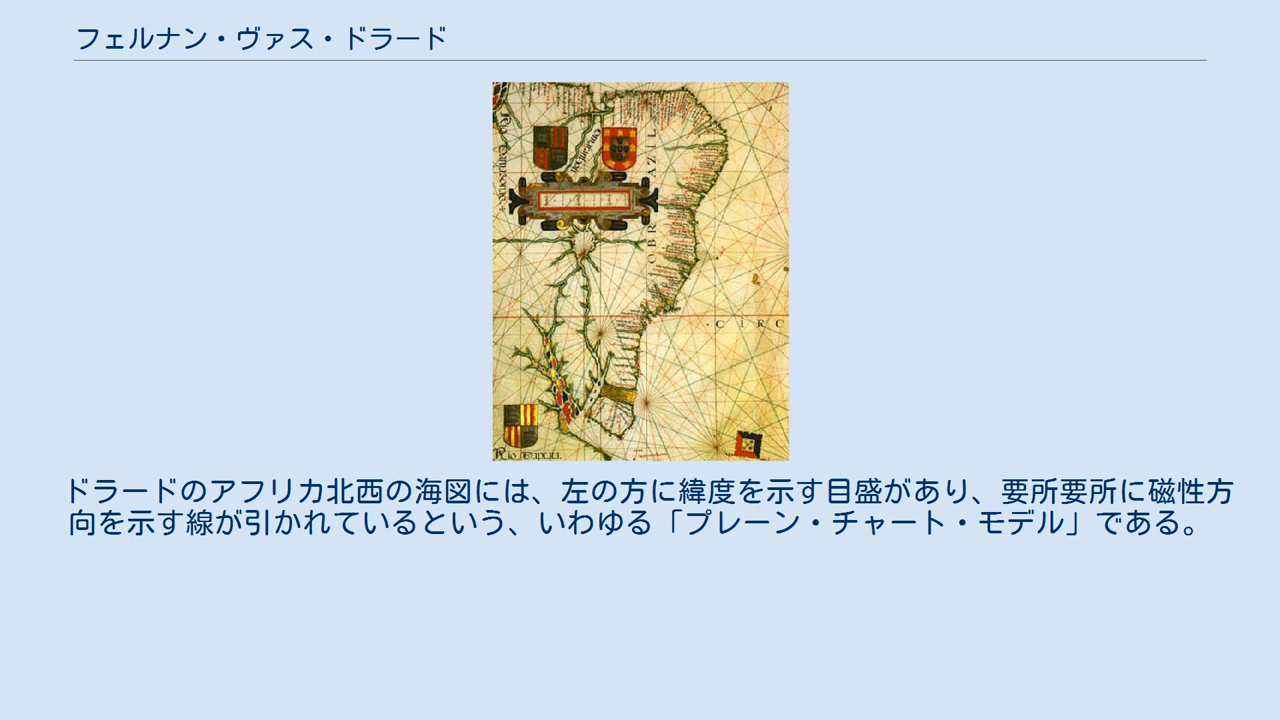 フェルナン・ヴァス・ドラード
OBRAZIL
CIRC
ドラードのアフリカ北西の海図には、左の方に緯度を示す目盛があり、要所要所に磁性方
向を示す線が引かれているという、いわゆる「プレーン・チャート・モデル」である。